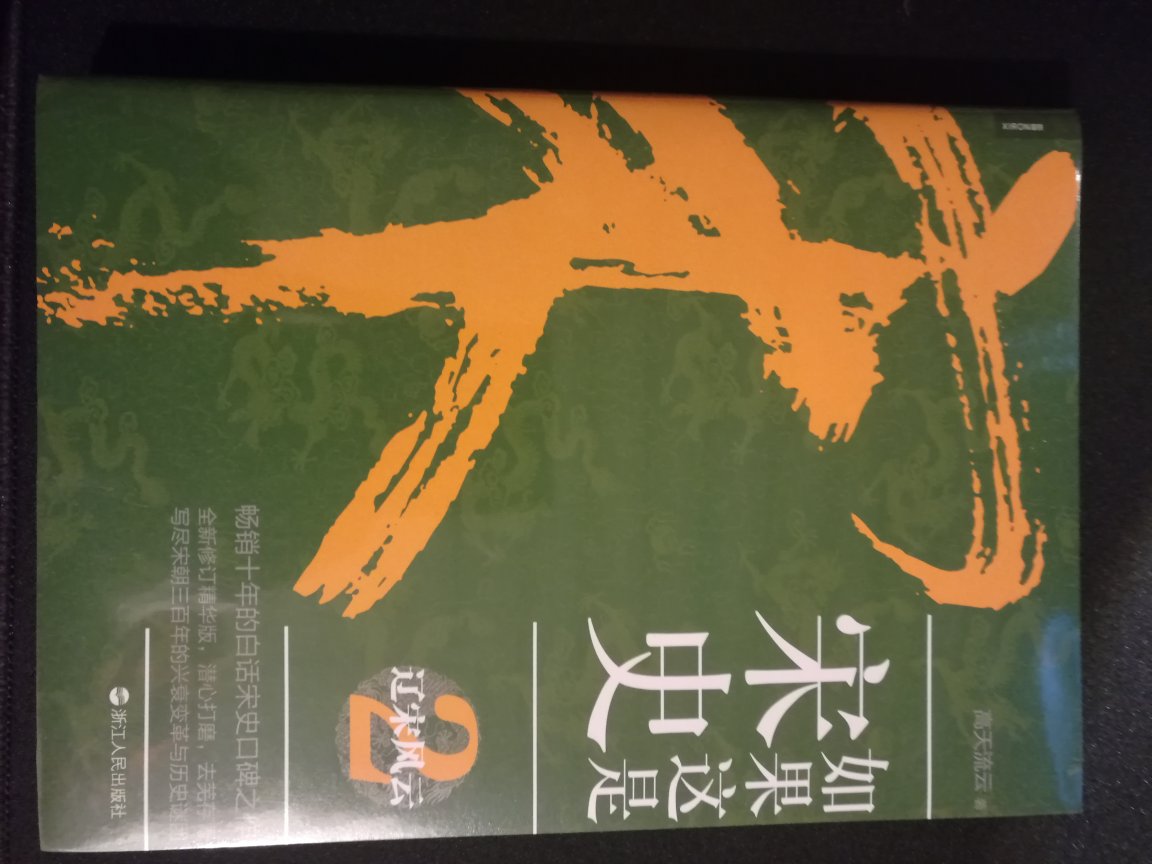 宋
高天流云 著
如果这是
宋史
2
辽宋风云
畅销十年的白话宋史口碑之
全新修订精华版,潜心打磨,去芜存
写尽宋朝三百年的兴衰变革与历史谜
浙江人民出版社